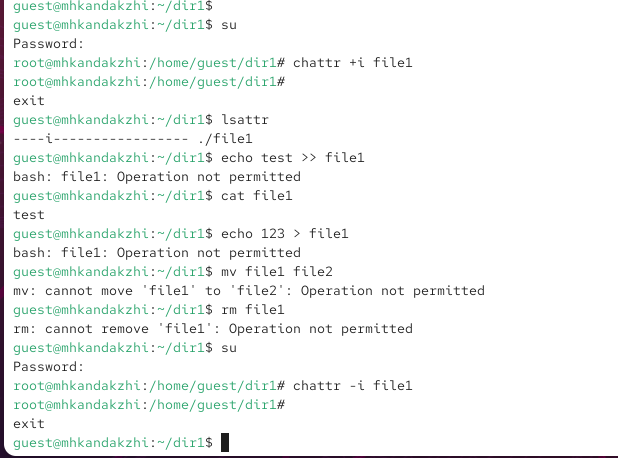 guest@mhkandakzhi:~/dir1$
guest@mhkandakzhi:~/dir1$ su
Password:
root@mhkandakzhi:/home/guest/dir1# chattr +i file1
root@mhkandakzhi:/home/guest/dir1#
exit
guest@mhkandakzhi:~/dir1$ lsattr
----i----------------- ./file1
guest@mhkandakzhi:~/dir1$ echo test >> file1
bash: file1: Operation not permitted
guest@mhkandakzhi:~/dir1$ cat file1
test
guest@mhkandakzhi:~/dir1$ echo 123 > file1
bash: file1: Operation not permitted
guest@mhkandakzhi:~/dir1$ mv file1 file2
mv: cannot move 'file1' to 'file2': Operation not permitted
guest@mhkandakzhi:~/dir1$ rm file1
rm: cannot remove 'file1': Operation not permitted
guest@mhkandakzhi:~/dir1$ su
Password:
root@mhkandakzhi:/home/guest/dir1# chattr -i file1
root@mhkandakzhi:/home/guest/dir1#
exit
guest@mhkandakzhi:~/dir1$